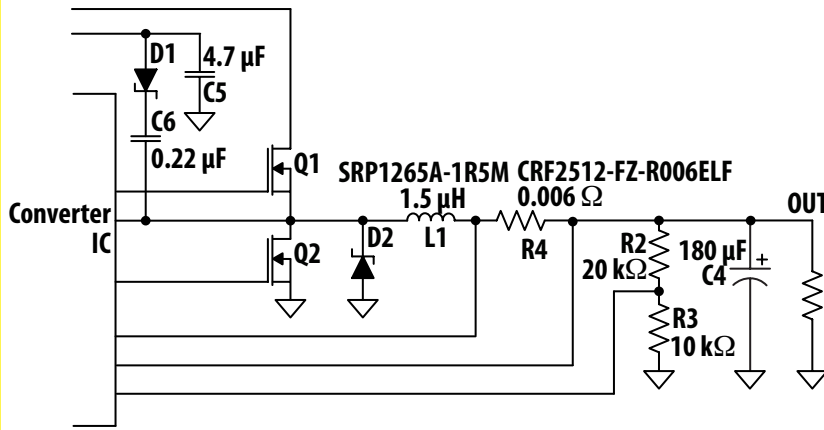 D1
4.7 µF
C5
C6
0.22 µF
Q1
SRP1265A-1R5M CRF2512-FZ-R006ELF
1.5 µH
0.006 Ω
Converter
IC
OUT
Q2
D2
L1
R4
R2
20 kΩ
180 µF
+
C4
R3
10 kΩ